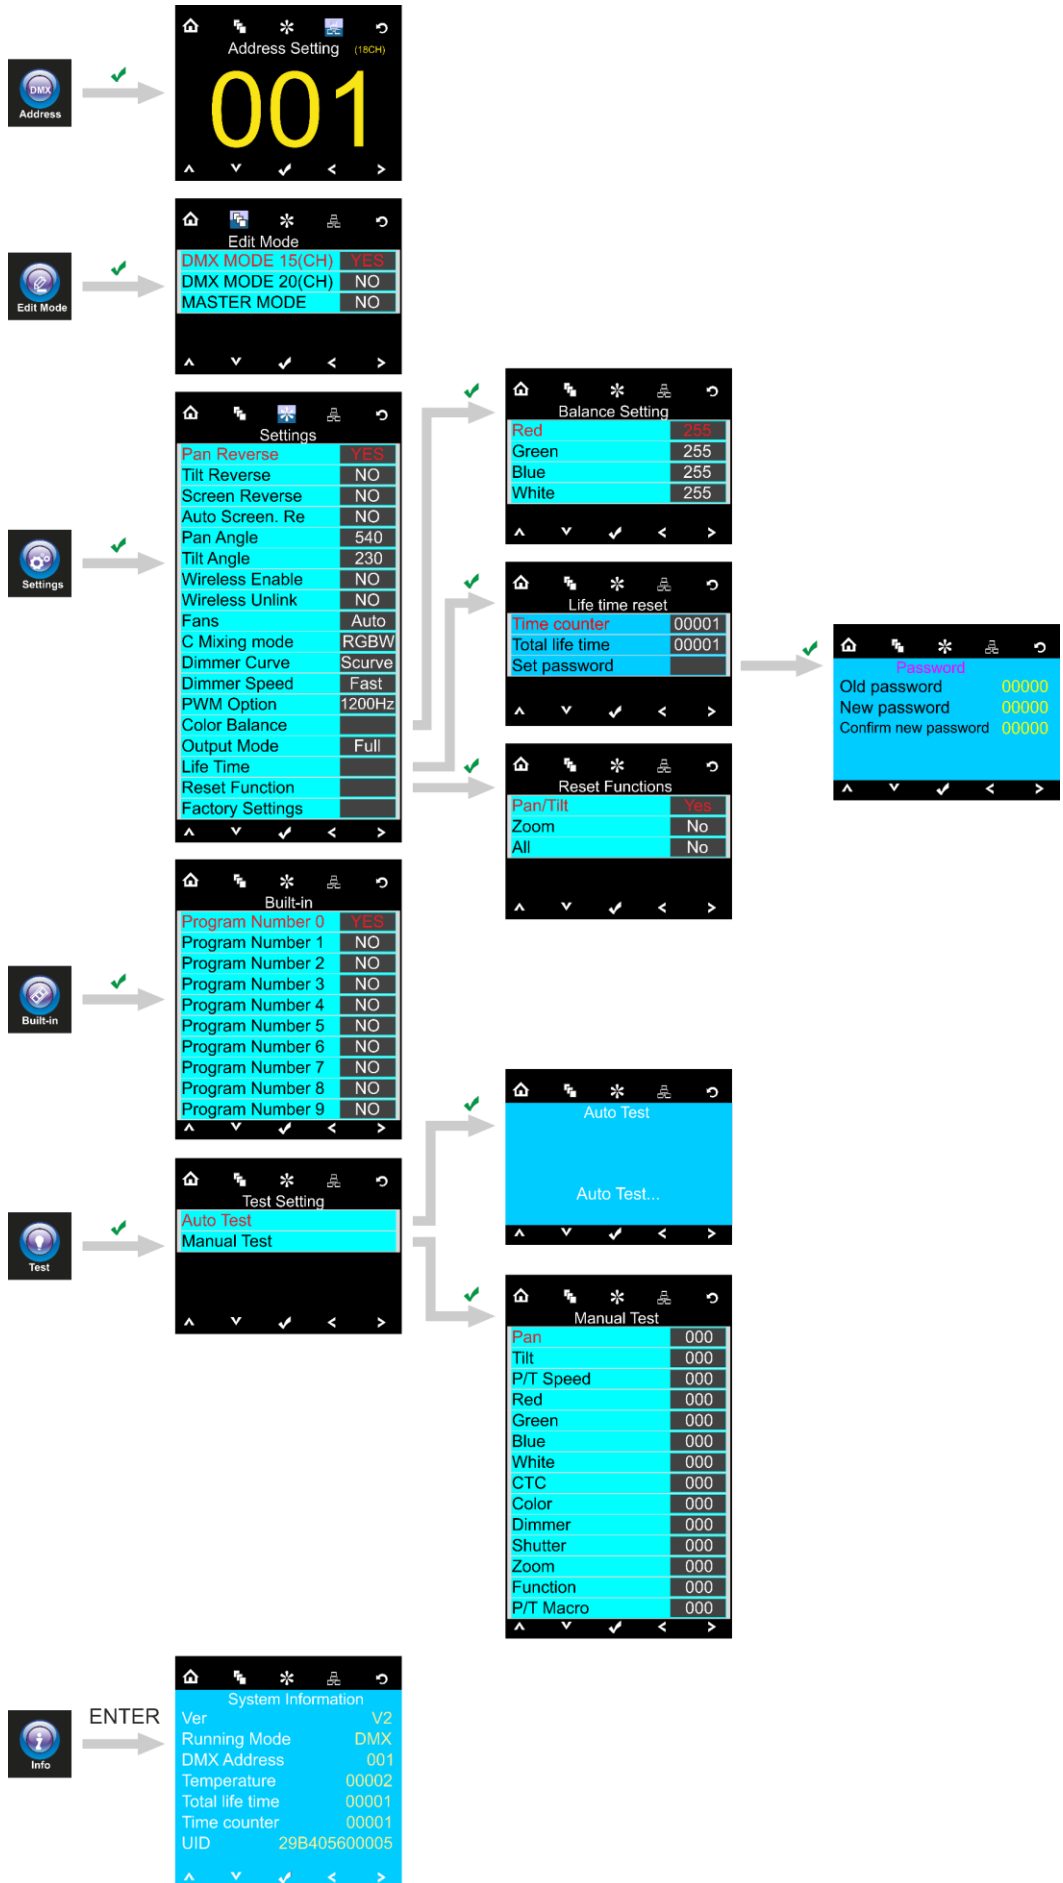 DMX
Address
Address Setting (18CH)
001
Edit Mode
Edit Mode
DMX MODE 15(CH) YES
DMX MODE 20(CH) NO
MASTER MODE NO
Settings
Settings
Pan Reverse YES
Tilt Reverse NO
Screen Reverse NO
Auto Screen. Re NO
Pan Angle 540
Tilt Angle 230
Wireless Enable NO
Wireless Unlink NO
Fans Auto
C Mixing mode RGBW
Dimmer Curve Scurve
Dimmer Speed Fast
PWM Option 1200Hz
Color Balance
Output Mode Full
Life Time
Reset Function
Factory Settings
Balance Setting
Red 255
Green 255
Blue 255
White 255
Life time reset
Time counter 00001
Total life time 00001
Set password
Password
Old password 00000
New password 00000
Confirm new password 00000
Reset Functions
Pan/Tilt Yes
Zoom No
All No
Built-in
Built-in
Program Number 0 YES
Program Number 1 NO
Program Number 2 NO
Program Number 3 NO
Program Number 4 NO
Program Number 5 NO
Program Number 6 NO
Program Number 7 NO
Program Number 8 NO
Program Number 9 NO
Test
Test Setting
Auto Test
Manual Test
Auto Test
Auto Test...
Manual Test
Pan 000
Tilt 000
P/T Speed 000
Red 000
Green 000
Blue 000
White 000
CTC 000
Color 000
Dimmer 000
Shutter 000
Zoom 000
Function 000
P/T Macro 000
Info
ENTER
System Information
Ver V2
Running Mode DMX
DMX Address 001
Temperature 00002
Total life time 00001
Time counter 00001
UID 29B405600005